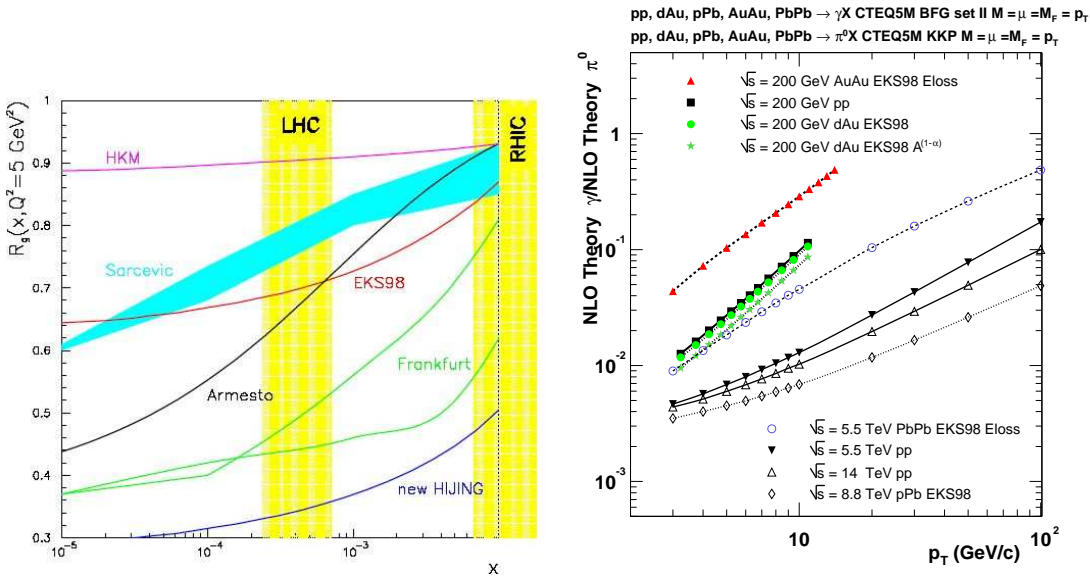 R_g(x,Q²=5 GeV²)
1
0.9
0.8
0.7
0.6
0.5
0.4
0.3
LHC
RHIC
HKM
Sarcevic
EKS98
Frankfurt
Armesto
new HIJING
10⁻⁵
10⁻⁴
10⁻³
x
pp, dAu, pPb, AuAu, PbPb → γX CTEQ5M BFG set II M = μ =M_F = p_T
pp, dAu, pPb, AuAu, PbPb → π⁰X CTEQ5M KKP M = μ =M_F = p_T
NLO Theory γ/NLO Theory π⁰
√s = 200 GeV AuAu EKS98 Eloss
√s = 200 GeV pp
√s = 200 GeV dAu EKS98
√s = 200 GeV dAu EKS98 A^(1-α)
1
10⁻¹
10⁻²
10⁻³
√s = 5.5 TeV PbPb EKS98 Eloss
√s = 5.5 TeV pp
√s = 14 TeV pp
√s = 8.8 TeV pPb EKS98
10
10²
p_T (GeV/c)